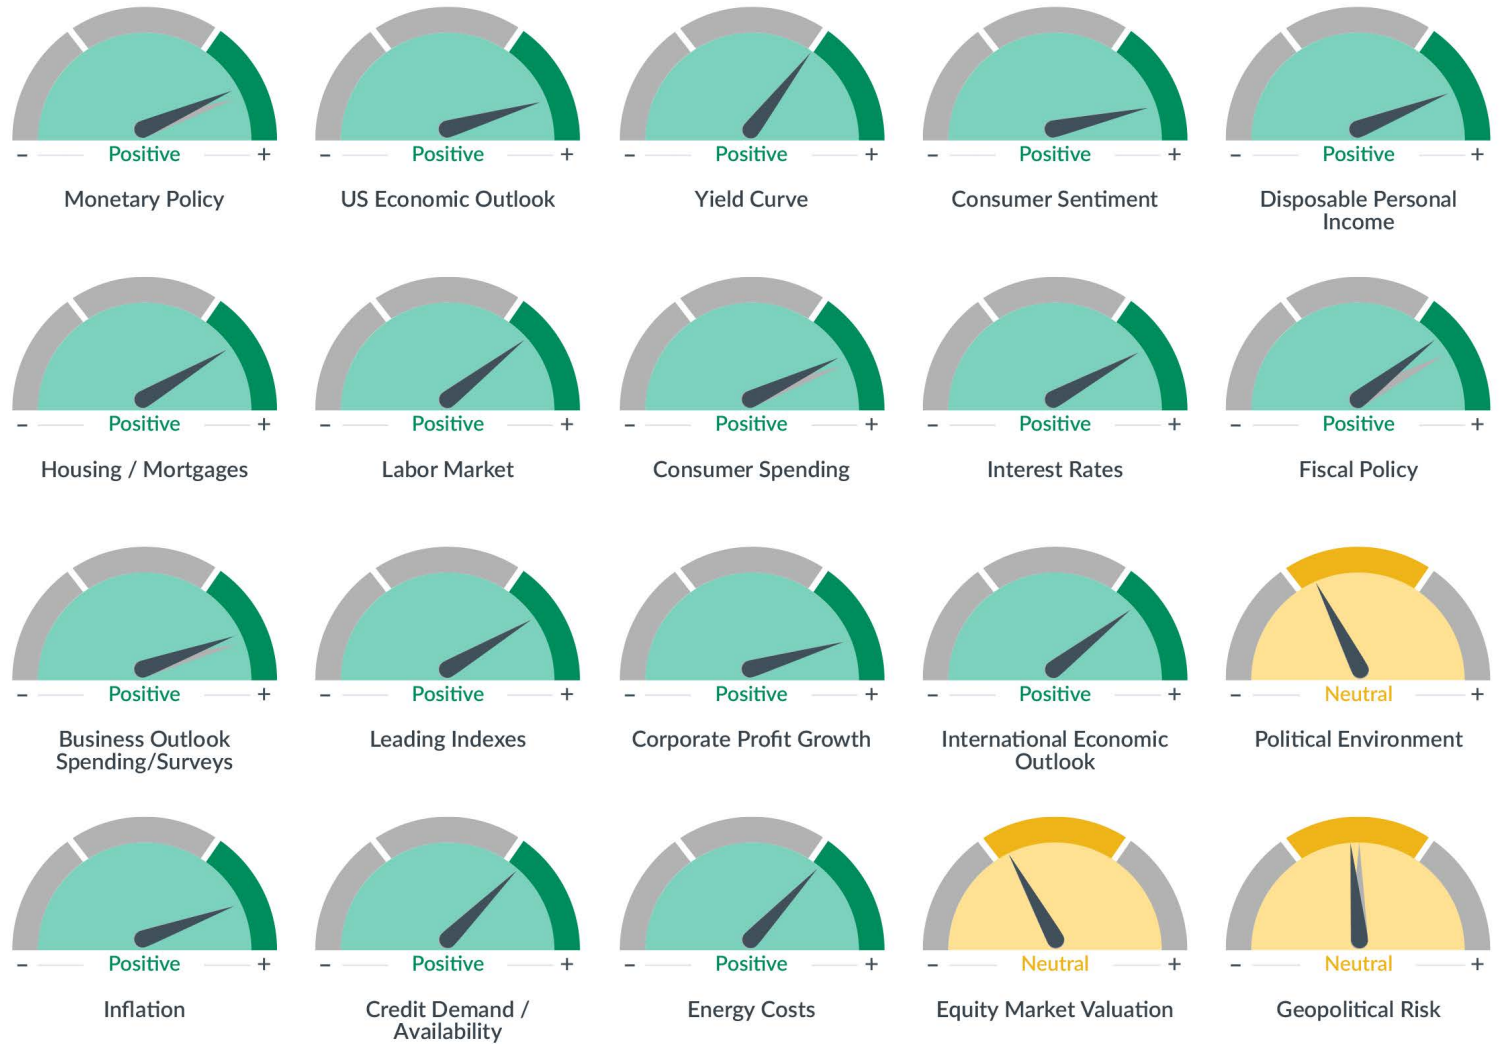 - Positive +
Monetary Policy
- Positive +
US Economic Outlook
- Positive +
Yield Curve
- Positive +
Consumer Sentiment
- Positive +
Disposable Personal
Income
- Positive +
Housing / Mortgages
- Positive +
Labor Market
- Positive +
Consumer Spending
- Positive +
Interest Rates
- Positive +
Fiscal Policy
- Positive +
Business Outlook
Spending/Surveys
- Positive +
Leading Indexes
- Positive +
Corporate Profit Growth
- Positive +
International Economic
Outlook
- Neutral +
Political Environment
- Positive +
Inflation
- Positive +
Credit Demand /
Availability
- Positive +
Energy Costs
- Neutral +
Equity Market Valuation
- Neutral +
Geopolitical Risk